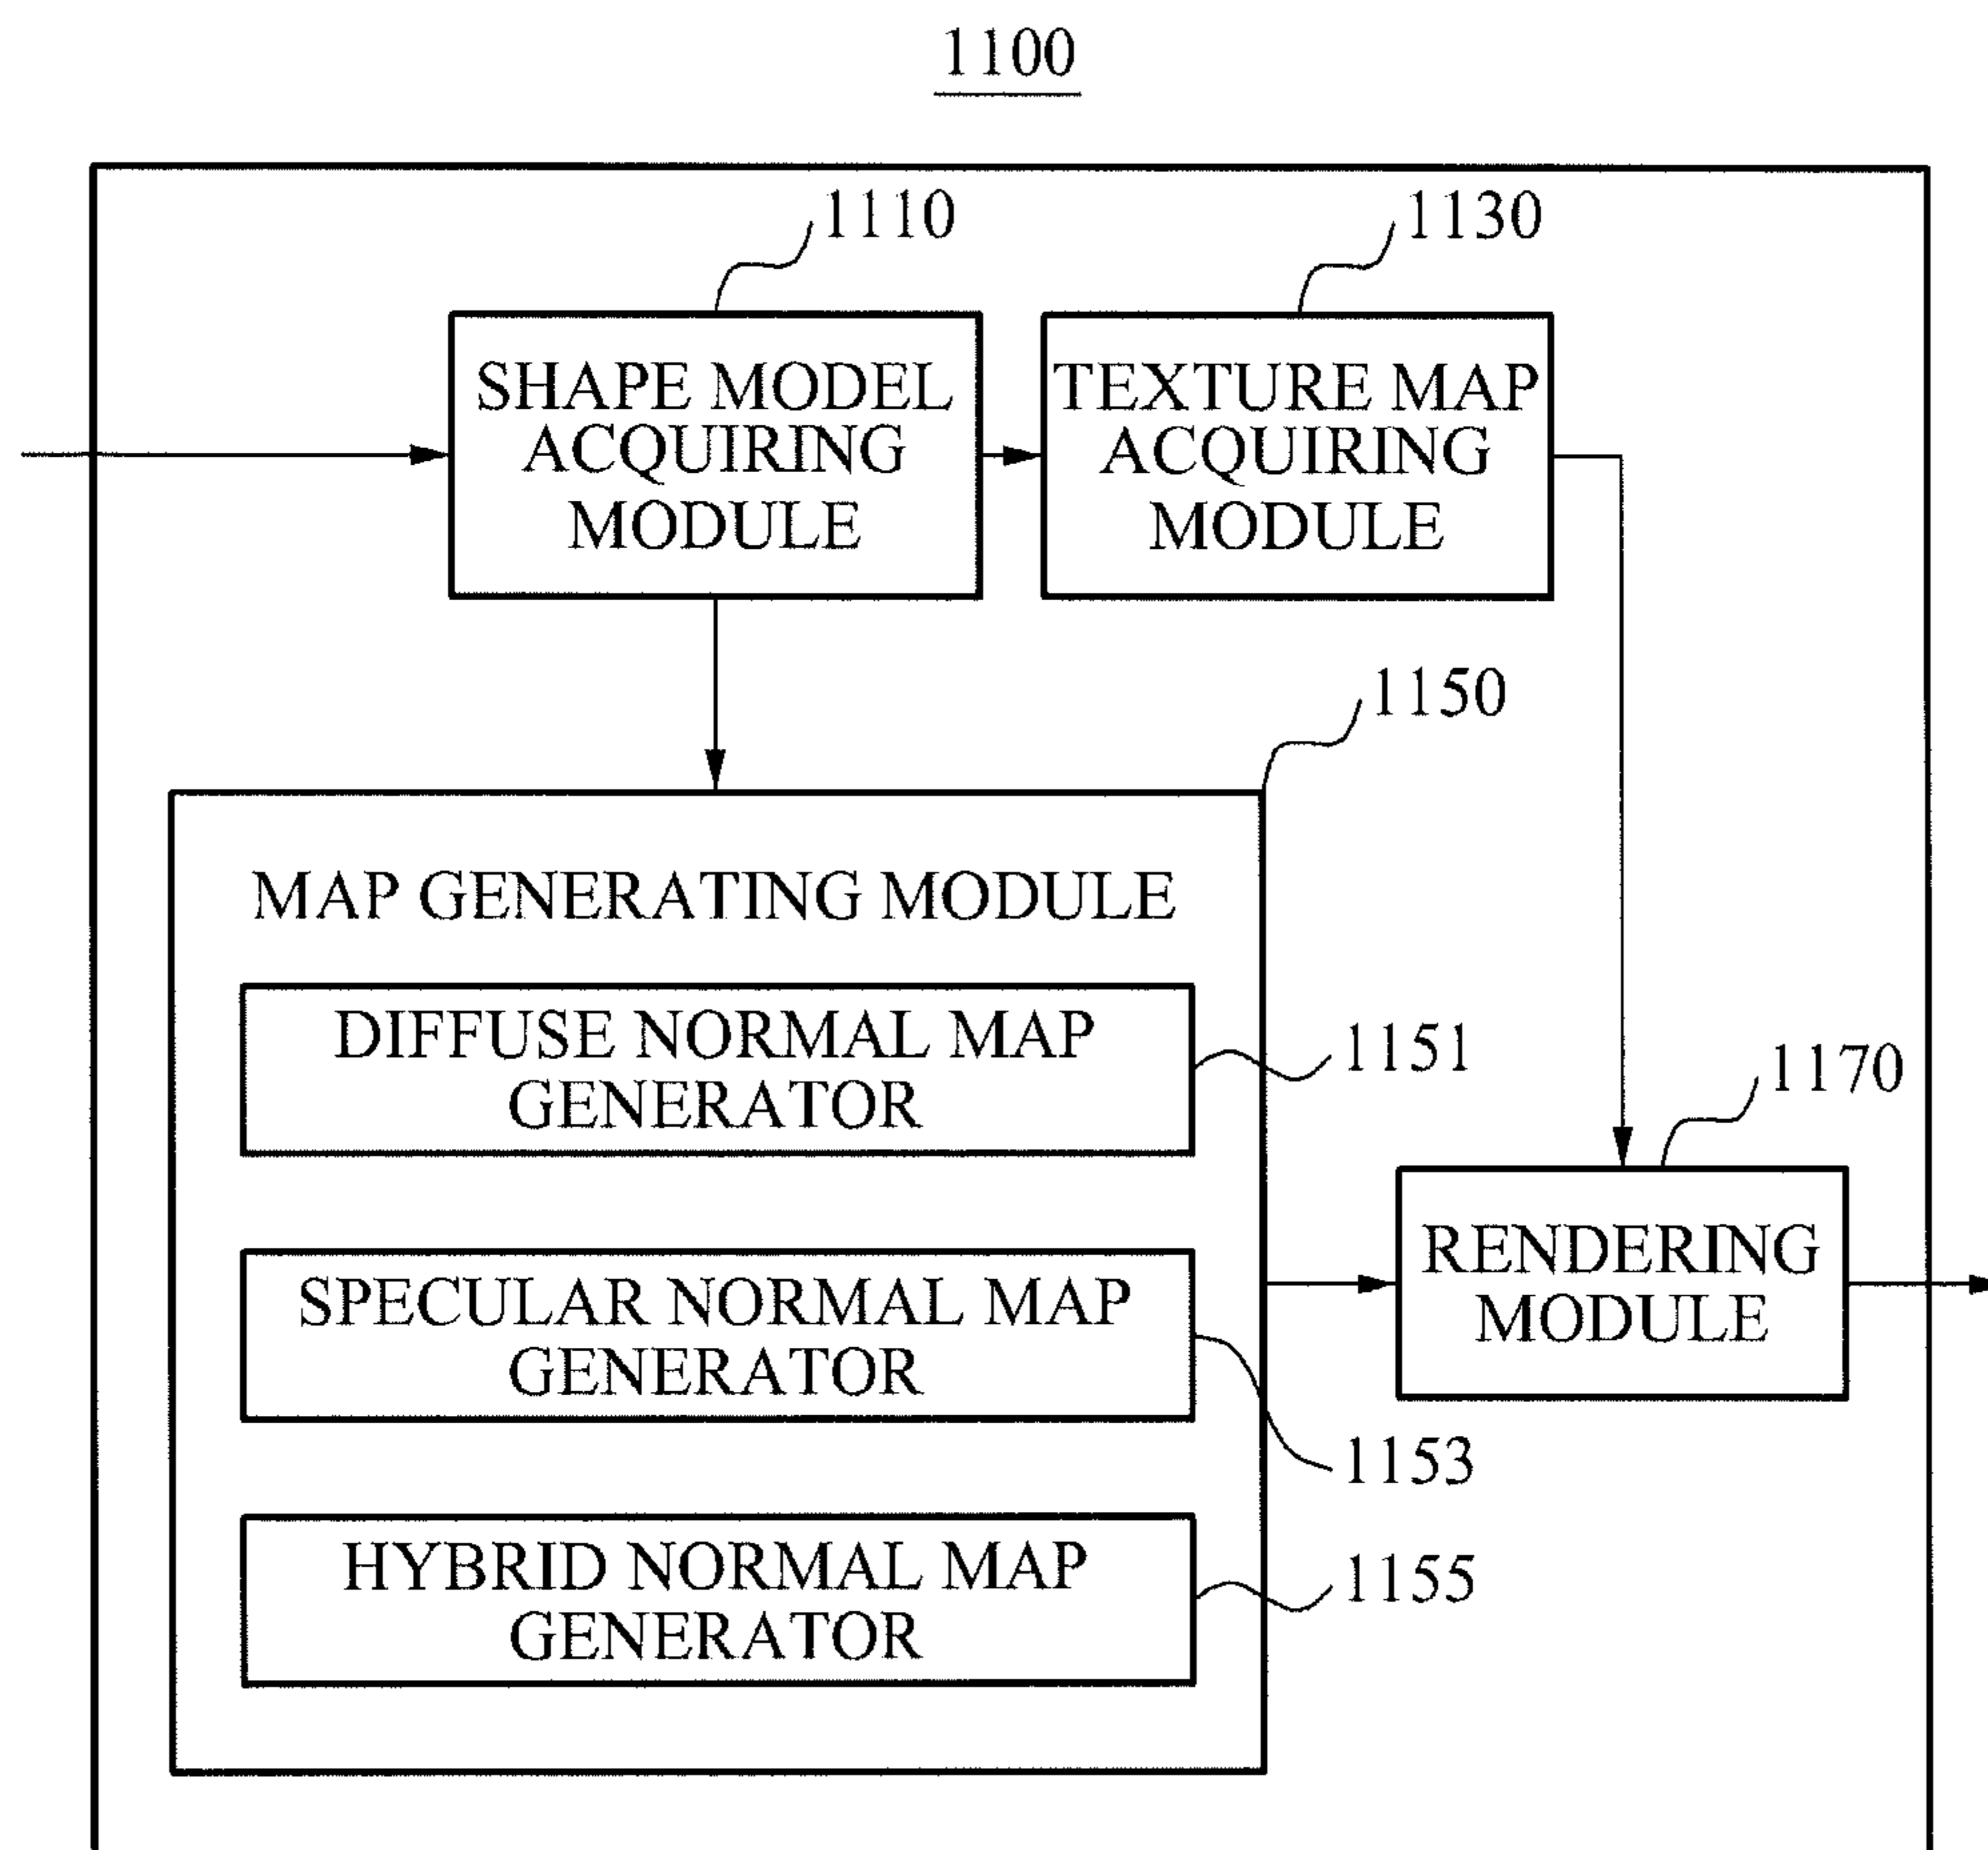 1100
1110
1130
SHAPE MODEL
ACQUIRING
MODULE
TEXTURE MAP
ACQUIRING
MODULE
1150
MAP GENERATING MODULE
DIFFUSE NORMAL MAP
GENERATOR
1151
1170
SPECULAR NORMAL MAP
GENERATOR
RENDERING
MODULE
1153
HYBRID NORMAL MAP
GENERATOR
1155